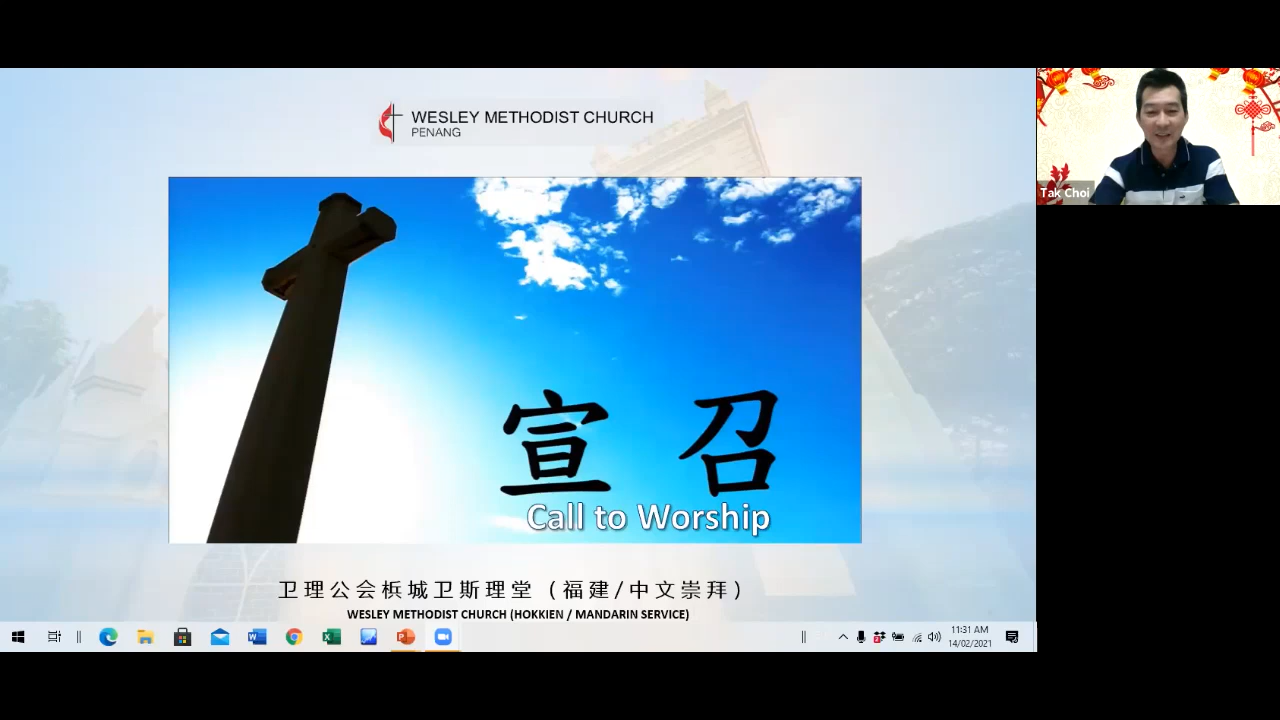 WESLEY METHODIST CHURCH
PENANG
Tak Choi
宣 召
Call to Worship
卫理公会槟城卫斯理堂 (福建/中文崇拜)
WESLEY METHODIST CHURCH (HOKKIEN / MANDARIN SERVICE)
11:31 AM
14/02/2021